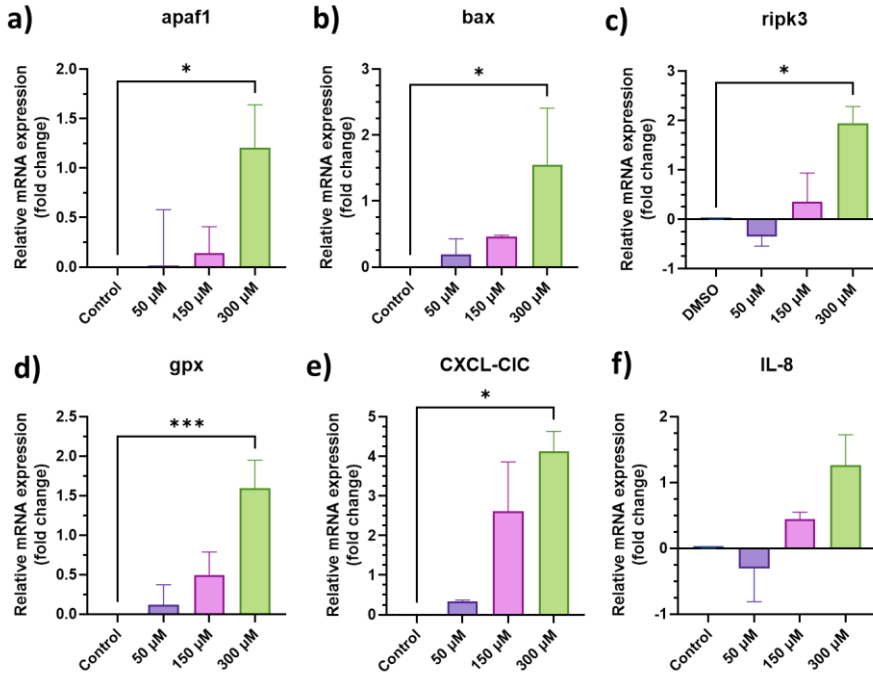 a)
apaf1
Relative mRNA expression
(fold change)
2.0
1.5
1.0
0.5
0.0
*
Control
50 µM
150 µM
300 µM
b)
bax
Relative mRNA expression
(fold change)
3
2
1
0
*
Control
50 µM
150 µM
300 µM
c)
ripk3
Relative mRNA expression
(fold change)
3
2
1
0
-1
*
DMSO
50 µM
150 µM
300 µM
d)
gpx
Relative mRNA expression
(fold change)
2.5
2.0
1.5
1.0
0.5
0.0
***
Control
50 µM
150 µM
300 µM
e)
CXCL-CIC
Relative mRNA expression
(fold change)
5
4
3
2
1
0
*
Control
50 µM
150 µM
300 µM
f)
IL-8
Relative mRNA expression
(fold change)
2
1
0
-1
Control
50 µM
150 µM
300 µM